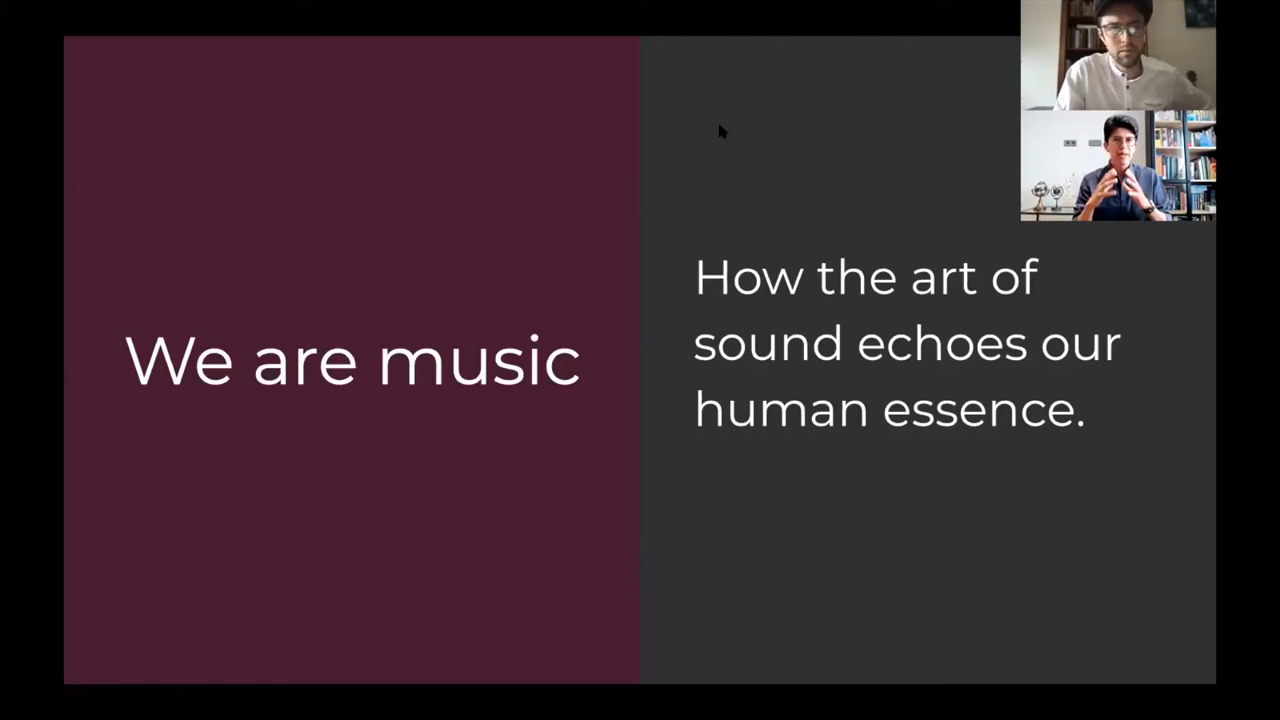 We are music
How the art of
sound echoes our
human essence.